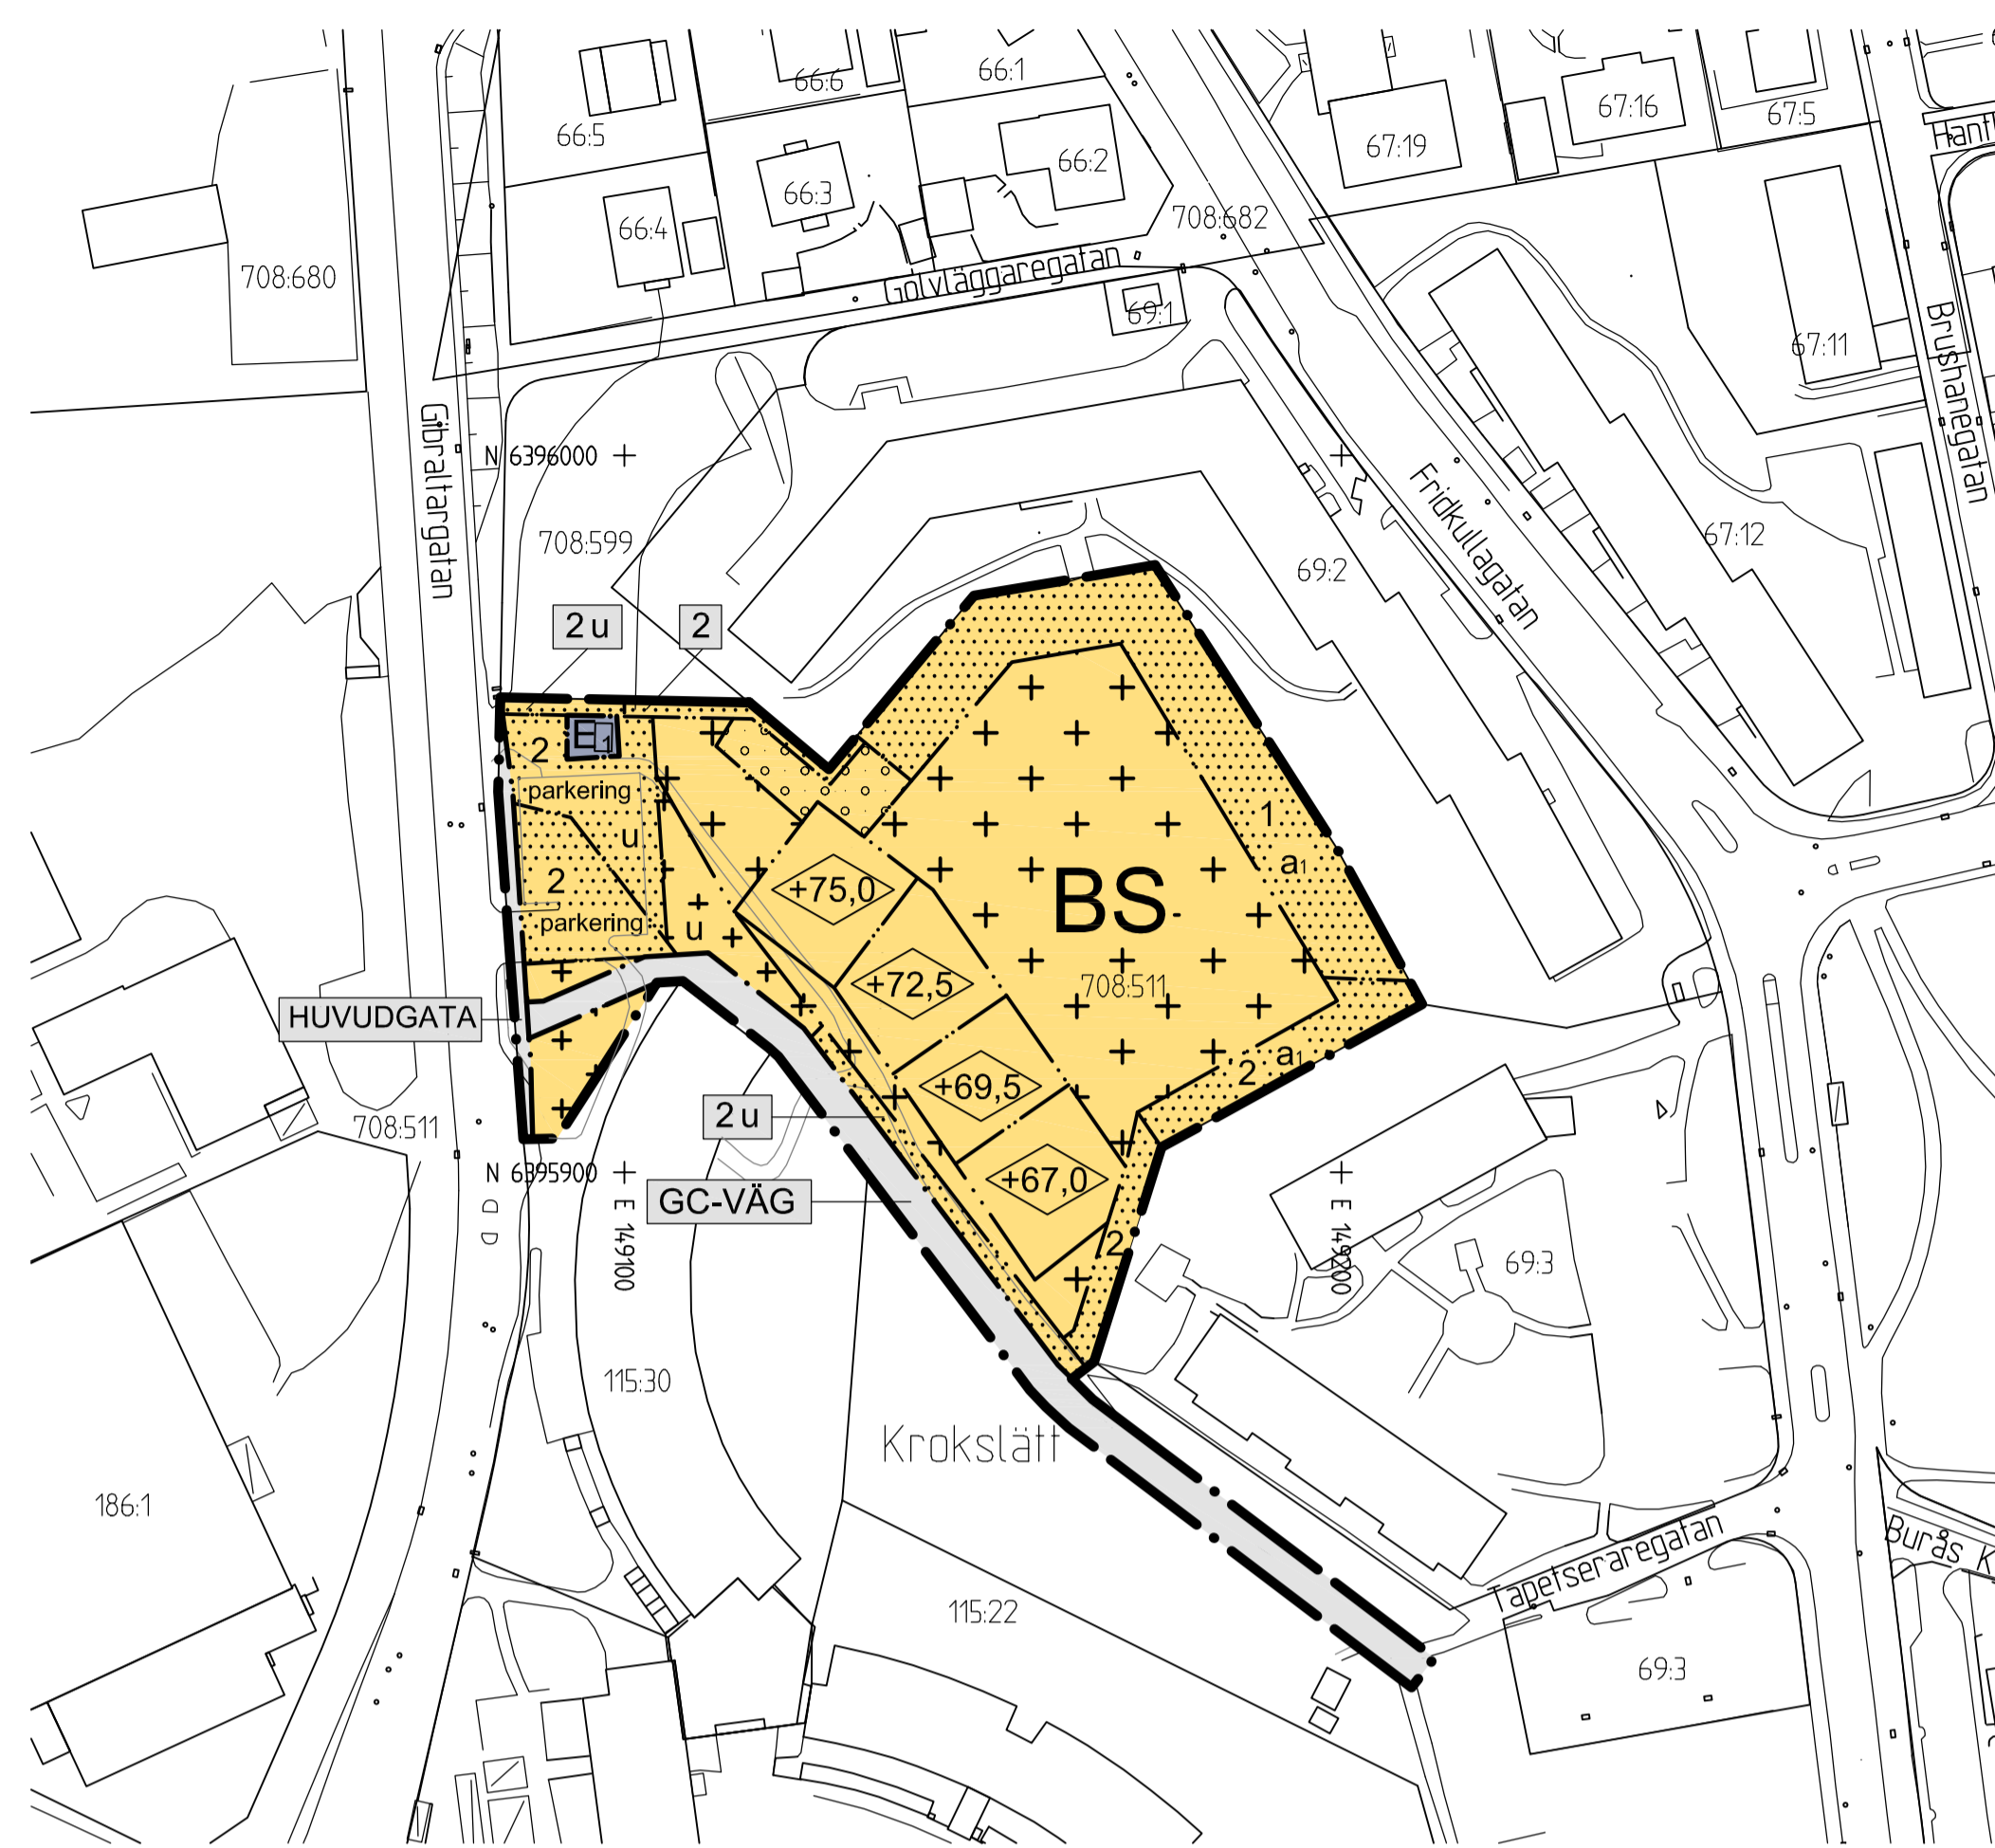 66:6
66:1
66:5
67:16
67:5
67:19
66:3
66:2
66:4
708:682
708:680
Golvläggaregatan
69:1
67:11
Brushanegatan
Gibraltargatan
N 6396000
Fridkullagatan
708:599
67:12
69:2
2 u
2
E1
2
parkering
u
1
2
a1
+75,0
BS
parkering
u
+72,5
708:511
HUVUDGATA
+69,5
2
a1
2 u
708:511
N 6395900
+67,0
GC-VÄG
E 149100
E 149200
2
69:3
115:30
Krokslätt
186:1
Tapetseraregatan
Burås K
115:22
69:3